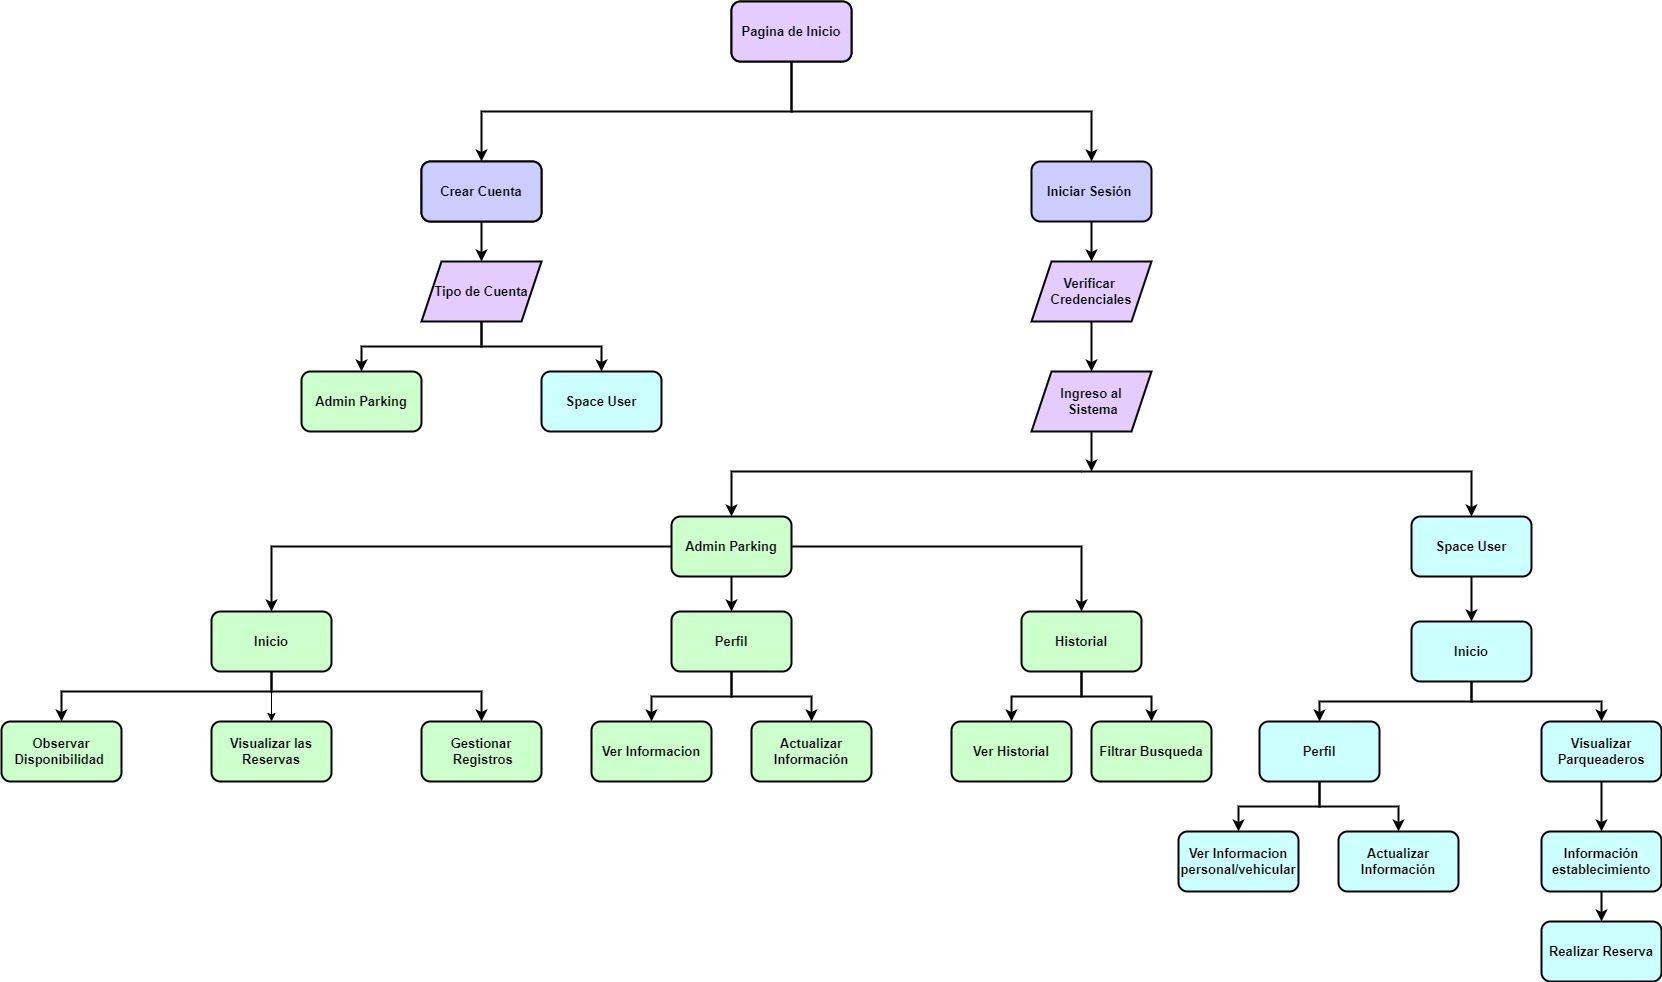 Pagina de Inicio
Crear Cuenta
Iniciar Sesión
Tipo de Cuenta
Verificar
Credenciales
Admin Parking
Space User
Ingreso al
Sistema
Admin Parking
Space User
Inicio
Perfil
Historial
Inicio
Observar
Disponibilidad
Visualizar las
Reservas
Gestionar
Registros
Ver Informacion
Actualizar
Información
Ver Historial
Filtrar Busqueda
Perfil
Visualizar
Parqueaderos
Ver Informacion
personal/vehicular
Actualizar
Información
Información
establecimiento
Realizar Reserva